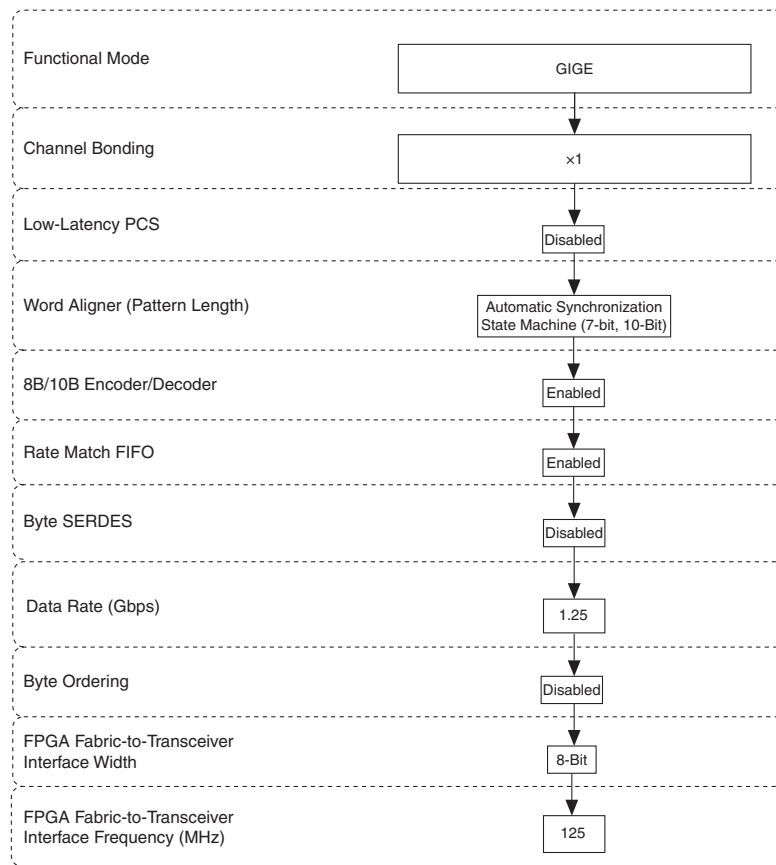 Functional Mode
GIGE
Channel Bonding
×1
Low-Latency PCS
Disabled
Word Aligner (Pattern Length)
Automatic Synchronization
State Machine (7-bit, 10-Bit)
8B/10B Encoder/Decoder
Enabled
Rate Match FIFO
Enabled
Byte SERDES
Disabled
Data Rate (Gbps)
1.25
Byte Ordering
Disabled
FPGA Fabric-to-Transceiver
Interface Width
8-Bit
FPGA Fabric-to-Transceiver
Interface Frequency (MHz)
125